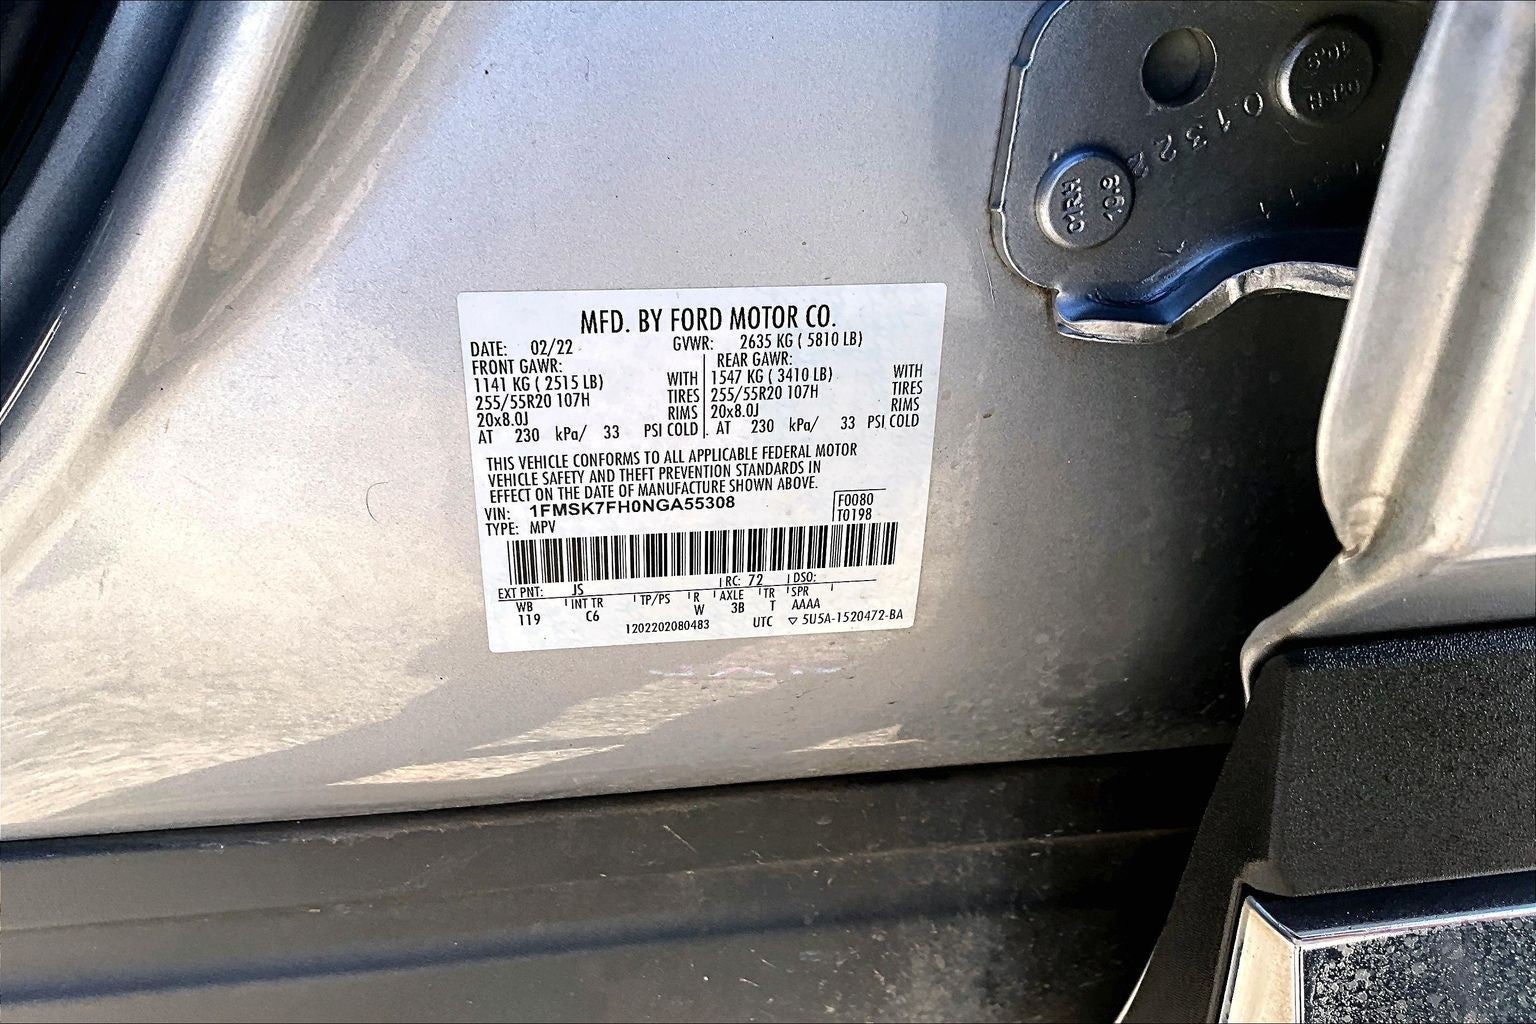 MFD. BY FORD MOTOR CO.
DATE: 02/22 GVWR: 2635 KG ( 5810 LB)
FRONT GAWR: REAR GAWR:
1141 KG ( 2515 LB) WITH 1547 KG ( 3410 LB) WITH
255/55R20 107H TIRES 255/55R20 107H TIRES
20x8.0J RIMS 20x8.0J RIMS
AT 230 kPa/ 33 PSI COLD AT 230 kPa/ 33 PSI COLD
THIS VEHICLE CONFORMS TO ALL APPLICABLE FEDERAL MOTOR
VEHICLE SAFETY AND THEFT PREVENTION STANDARDS IN
EFFECT ON THE DATE OF MANUFACTURE SHOWN ABOVE.
VIN: 1FMSK7FH0NGA55308 F0080
TYPE: MPV T0198
EXT PNT: JS RC: 72 DSO:
WB INT TR TP/PS R AXLE TR SPR
119 C6 W 3B T AAAA
1202202080483 UTC ▽ 5U5A-1520472-BA
01RH
16.8
01322